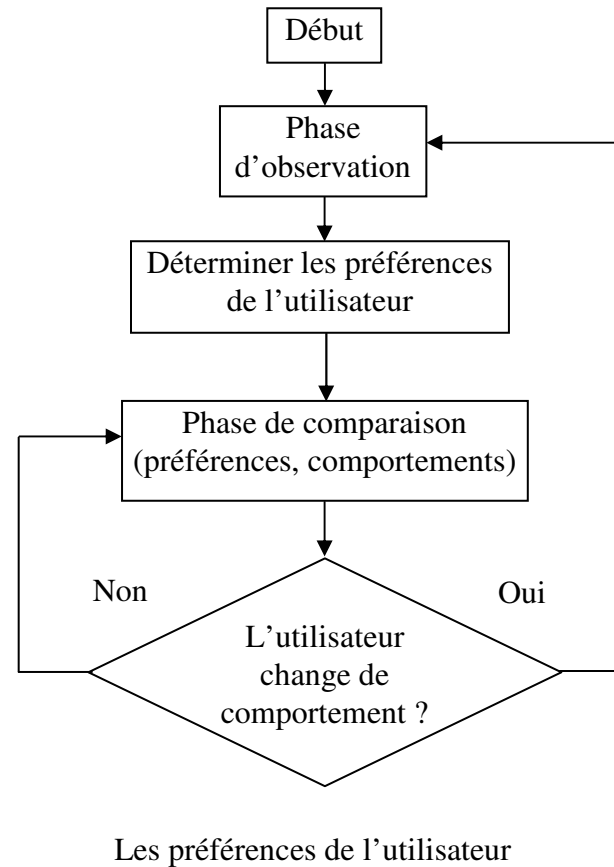 Début
Phase
d’observation
Déterminer les préférences
de l’utilisateur
Phase de comparaison
(préférences, comportements)
Non
Oui
L’utilisateur
change de
comportement ?
Les préférences de l’utilisateur